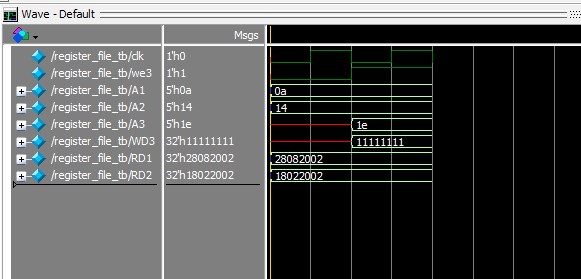 Wave - Default
Msgs
/register_file_tb/clk 1'h0
/register_file_tb/we3 1'h1
/register_file_tb/A1 5'h0a 0a
/register_file_tb/A2 5'h14 14
/register_file_tb/A3 5'h1e 1e
/register_file_tb/WD3 32'h11111111 11111111
/register_file_tb/RD1 32'h28082002 28082002
/register_file_tb/RD2 32'h18022002 18022002